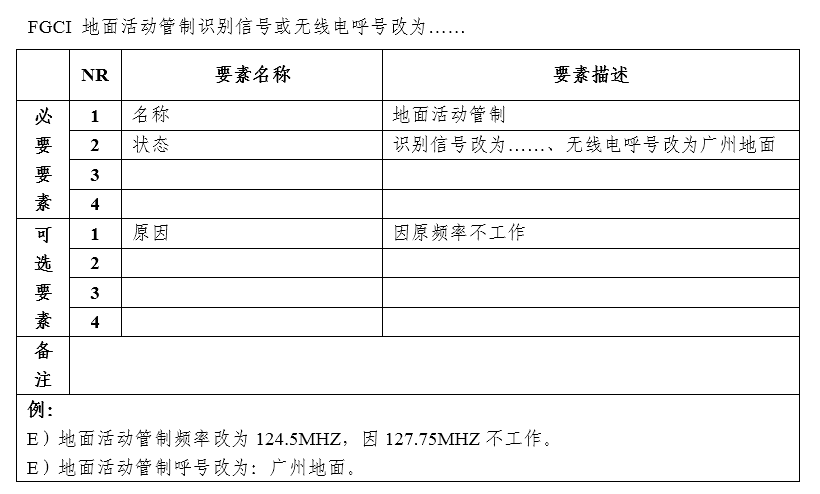 FGCI 地面活动管制识别信号或无线电呼号改为……
NR 要素名称 要素描述
必要要素
1 名称 地面活动管制
2 状态 识别信号改为……、无线电呼号改为广州地面
3
4
可选要素
1 原因 因原频率不工作
2
3
4
备注
例：
E）地面活动管制频率改为 124.5MHZ，因 127.75MHZ 不工作。
E）地面活动管制呼号改为：广州地面。